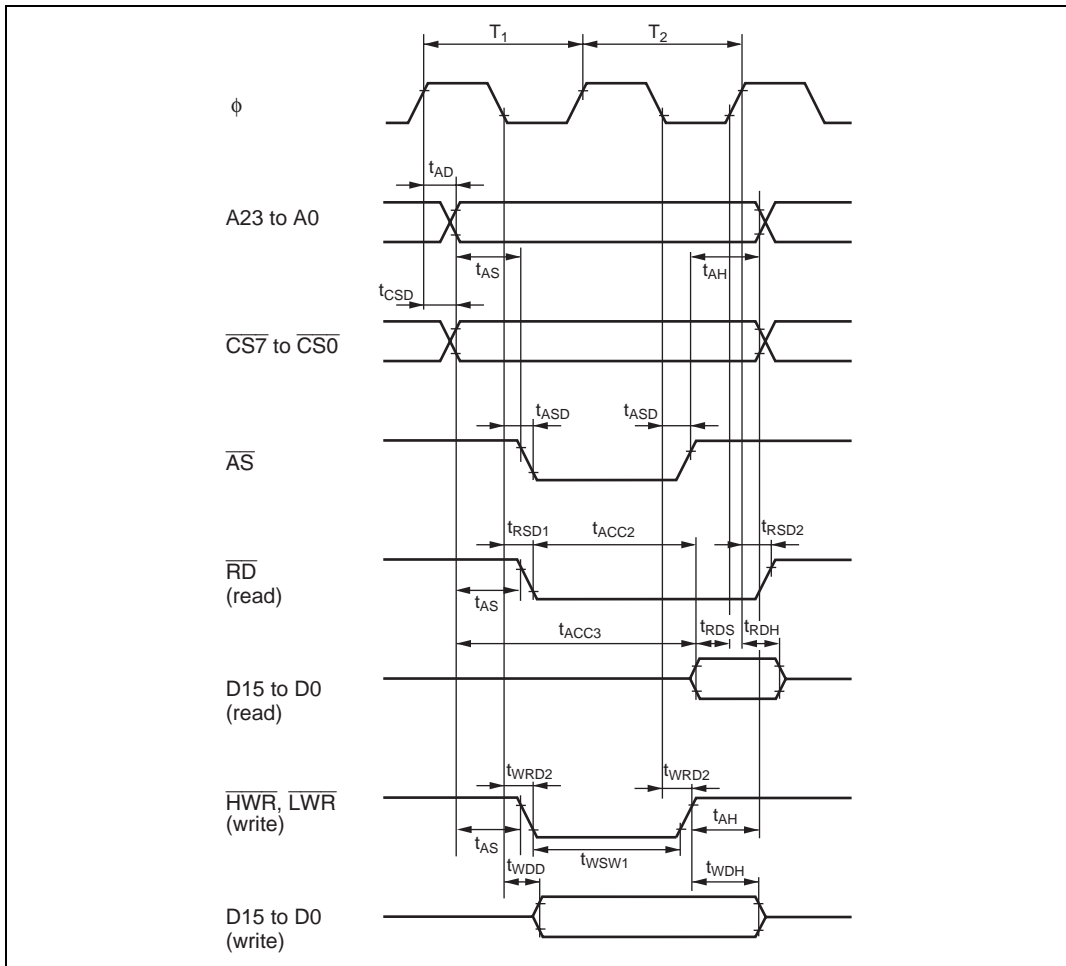 T1 T2
φ
tAD
A23 to A0
tAS tAH
tCSD
CS7 to CS0
tASD tASD
AS
tRSD1 tACC2 tRSD2
RD
(read)
tAS
tACC3 tRDS tRDH
D15 to D0
(read)
tWRD2 tWRD2
HWR, LWR
(write)
tAH
tAS
tWSW1
tWDD tWDH
D15 to D0
(write)